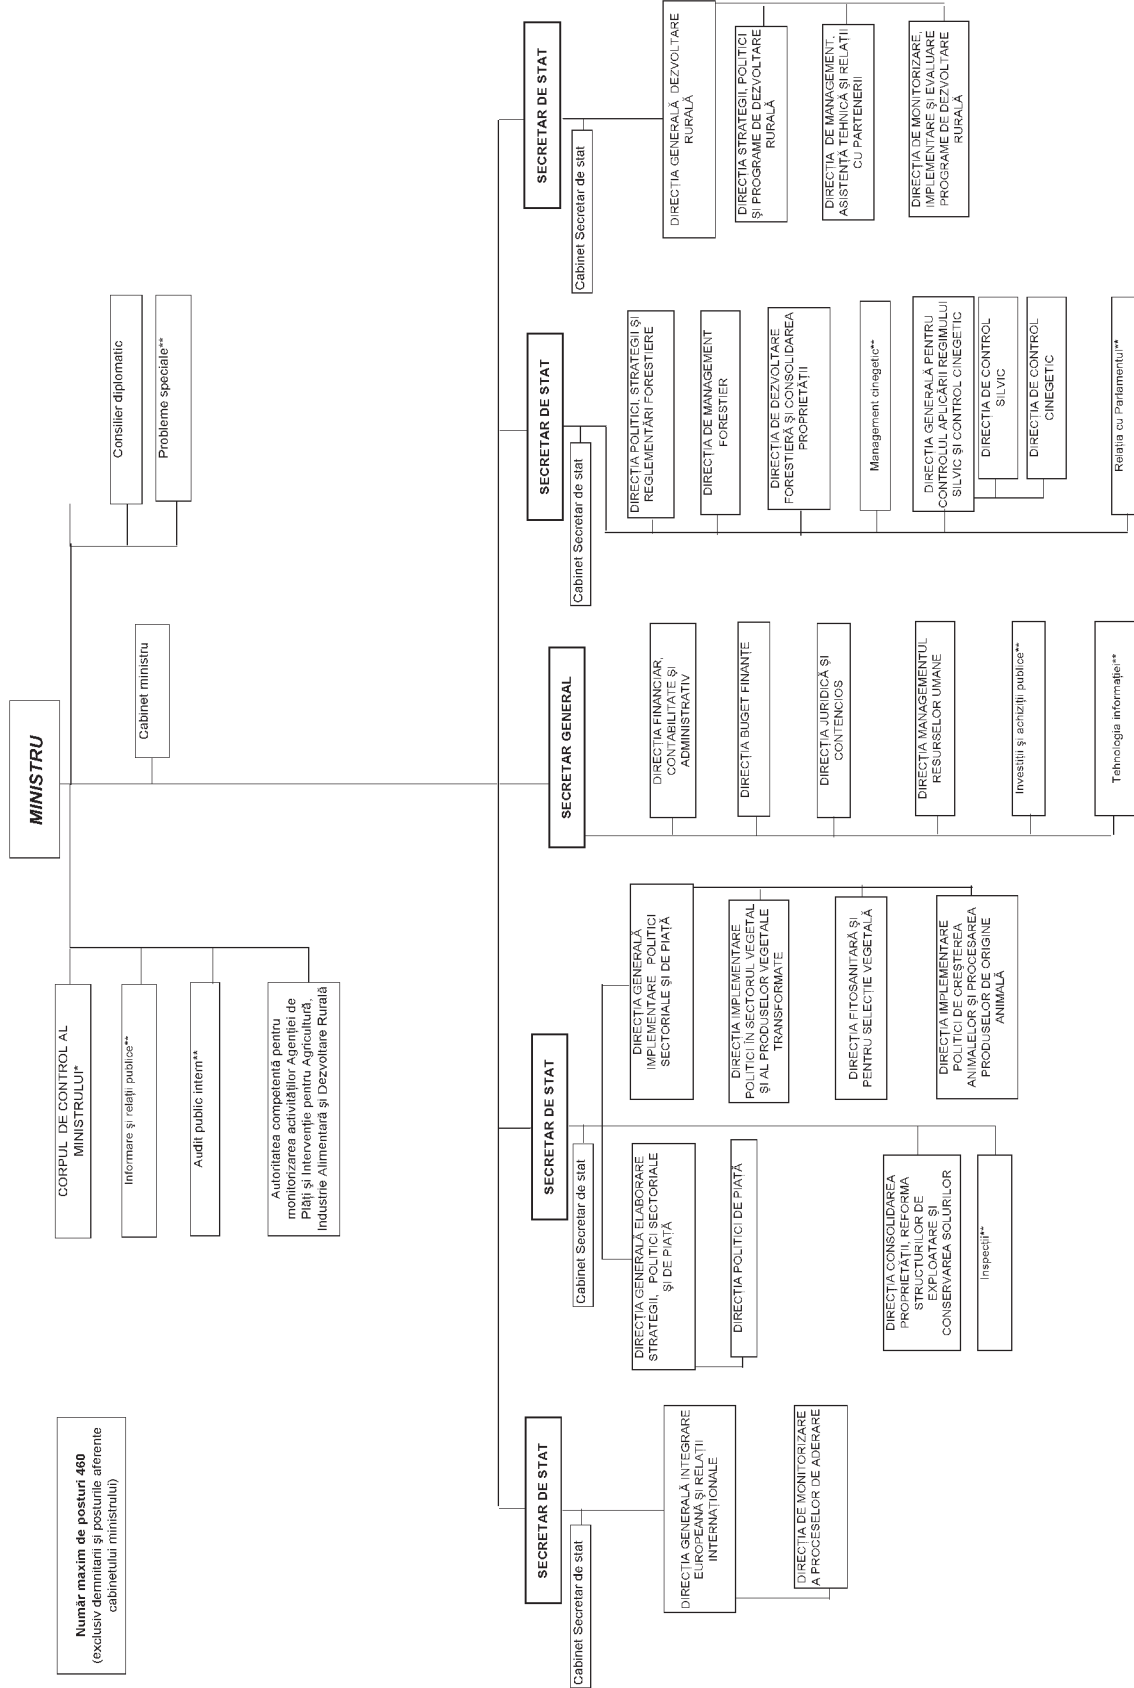 Număr maxim de posturi 460
(exclusiv demnitarii şi posturile aferente
cabinetului ministrului)
MINISTRU
CORPUL DE CONTROL AL
MINISTRULUI*
Informare şi relaţii publice**
Audit public intern**
Autoritatea competentă pentru
monitorizarea activităţilor Agenţiei de
Plăţi şi Intervenţie pentru Agricultură,
Industrie Alimentară şi Dezvoltare Rurală
Cabinet ministru
Consilier diplomatic
Probleme speciale**
SECRETAR DE STAT
Cabinet Secretar de stat
DIRECŢIA GENERALĂ INTEGRARE
EUROPEANĂ ŞI RELAŢII
INTERNAŢIONALE
DIRECŢIA DE MONITORIZARE
A PROCESELOR DE ADERARE
SECRETAR DE STAT
Cabinet Secretar de stat
DIRECŢIA GENERALĂ ELABORARE
STRATEGII, POLITICI SECTORIALE
ŞI DE PIAŢĂ
DIRECŢIA POLITICI DE PIAŢĂ
DIRECŢIA CONSOLIDAREA
PROPRIETĂŢII, REFORMA
STRUCTURILOR DE
EXPLOATARE ŞI
CONSERVAREA SOLURILOR
Inspecţii**
DIRECŢIA GENERALĂ
IMPLEMENTARE POLITICI
SECTORIALE ŞI DE PIAŢĂ
DIRECŢIA IMPLEMENTARE
POLITICI ÎN SECTORUL VEGETAL
ŞI AL PRODUSELOR VEGETALE
TRANSFORMATE
DIRECŢIA FITOSANITARĂ ŞI
PENTRU SELECŢIE VEGETALĂ
DIRECŢIA IMPLEMENTARE
POLITICI DE CREŞTEREA
ANIMALELOR ŞI PROCESAREA
PRODUSELOR DE ORIGINE
ANIMALĂ
SECRETAR GENERAL
DIRECŢIA FINANCIAR,
CONTABILITATE ŞI
ADMINISTRATIV
DIRECŢIA BUGET FINANŢE
DIRECŢIA JURIDICĂ ŞI
CONTENCIOS
DIRECŢIA MANAGEMENTUL
RESURSELOR UMANE
Investiţii şi achiziţii publice**
Tehnologia informaţiei**
SECRETAR DE STAT
Cabinet Secretar de stat
DIRECŢIA POLITICI, STRATEGII ŞI
REGLEMENTĂRI FORESTIERE
DIRECŢIA DE MANAGEMENT
FORESTIER
DIRECŢIA DE DEZVOLTARE
FORESTIERĂ ŞI CONSOLIDAREA
PROPRIETĂŢII
Management cinegetic**
DIRECŢIA GENERALĂ PENTRU
CONTROLUL APLICĂRII REGIMULUI
SILVIC ŞI CONTROL CINEGETIC
DIRECŢIA DE CONTROL
SILVIC
DIRECŢIA DE CONTROL
CINEGETIC
Relaţia cu Parlamentul**
SECRETAR DE STAT
Cabinet Secretar de stat
DIRECŢIA GENERALĂ DEZVOLTARE
RURALĂ
DIRECŢIA STRATEGII, POLITICI
ŞI PROGRAME DE DEZVOLTARE
RURALĂ
DIRECŢIA DE MANAGEMENT,
ASISTENŢĂ TEHNICĂ ŞI RELAŢII
CU PARTENERII
DIRECŢIA DE MONITORIZARE,
IMPLEMENTARE ŞI EVALUARE
PROGRAME DE DEZVOLTARE
RURALĂ